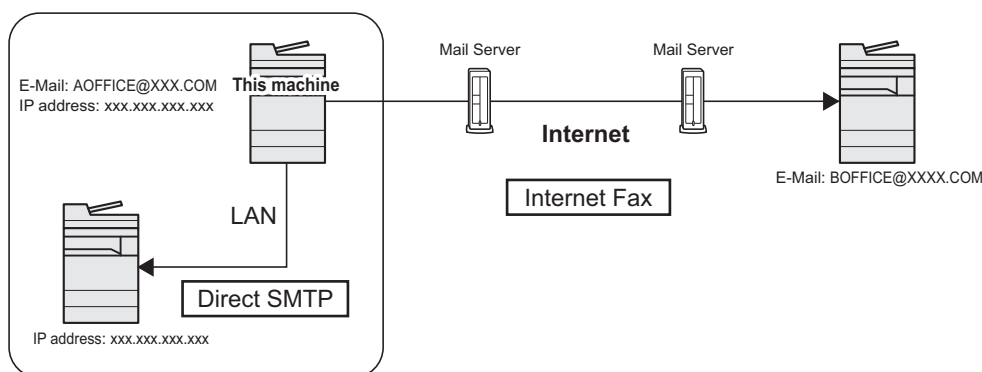 Mail Server
Mail Server
E-Mail: AOFFICE@XXX.COM
IP address: xxx.xxx.xxx.xxx
This machine
Internet
E-Mail: BOFFICE@XXXX.COM
Internet Fax
LAN
Direct SMTP
IP address: xxx.xxx.xxx.xxx